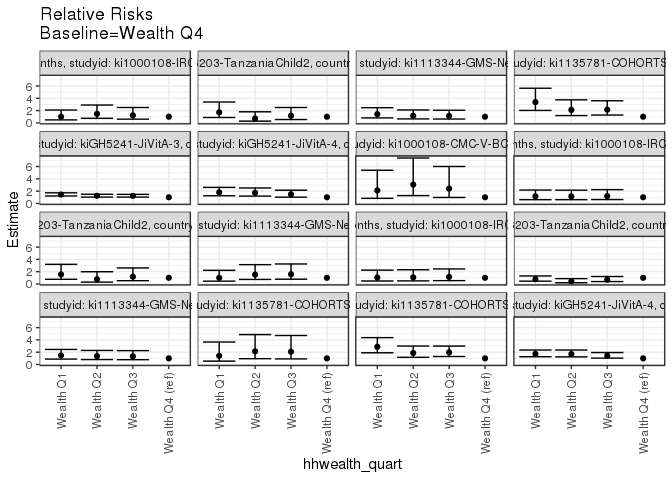 Relative Risks
Baseline=Wealth Q4
nths, studyid: ki1000108-IRC
203-TanzaniaChild2, countr
studyid: ki1113344-GMS-Ne
udyid: ki1135781-COHORTS
6
4
2
0
studyid: kiGH5241-JiVitA-3, c
studyid: kiGH5241-JiVitA-4, c
udyid: ki1000108-CMC-V-BC
nths, studyid: ki1000108-IRC
6
4
2
0
203-TanzaniaChild2, country
studyid: ki1113344-GMS-Ne
nths, studyid: ki1000108-IRC
203-TanzaniaChild2, countr
6
4
2
0
studyid: ki1113344-GMS-Ne
udyid: ki1135781-COHORTS
udyid: ki1135781-COHORTS
studyid: kiGH5241-JiVitA-4, c
6
4
2
0
Estimate
Wealth Q1
Wealth Q2
Wealth Q3
Wealth Q4 (ref)
Wealth Q1
Wealth Q2
Wealth Q3
Wealth Q4 (ref)
Wealth Q1
Wealth Q2
Wealth Q3
Wealth Q4 (ref)
Wealth Q1
Wealth Q2
Wealth Q3
Wealth Q4 (ref)
hhwealth_quart